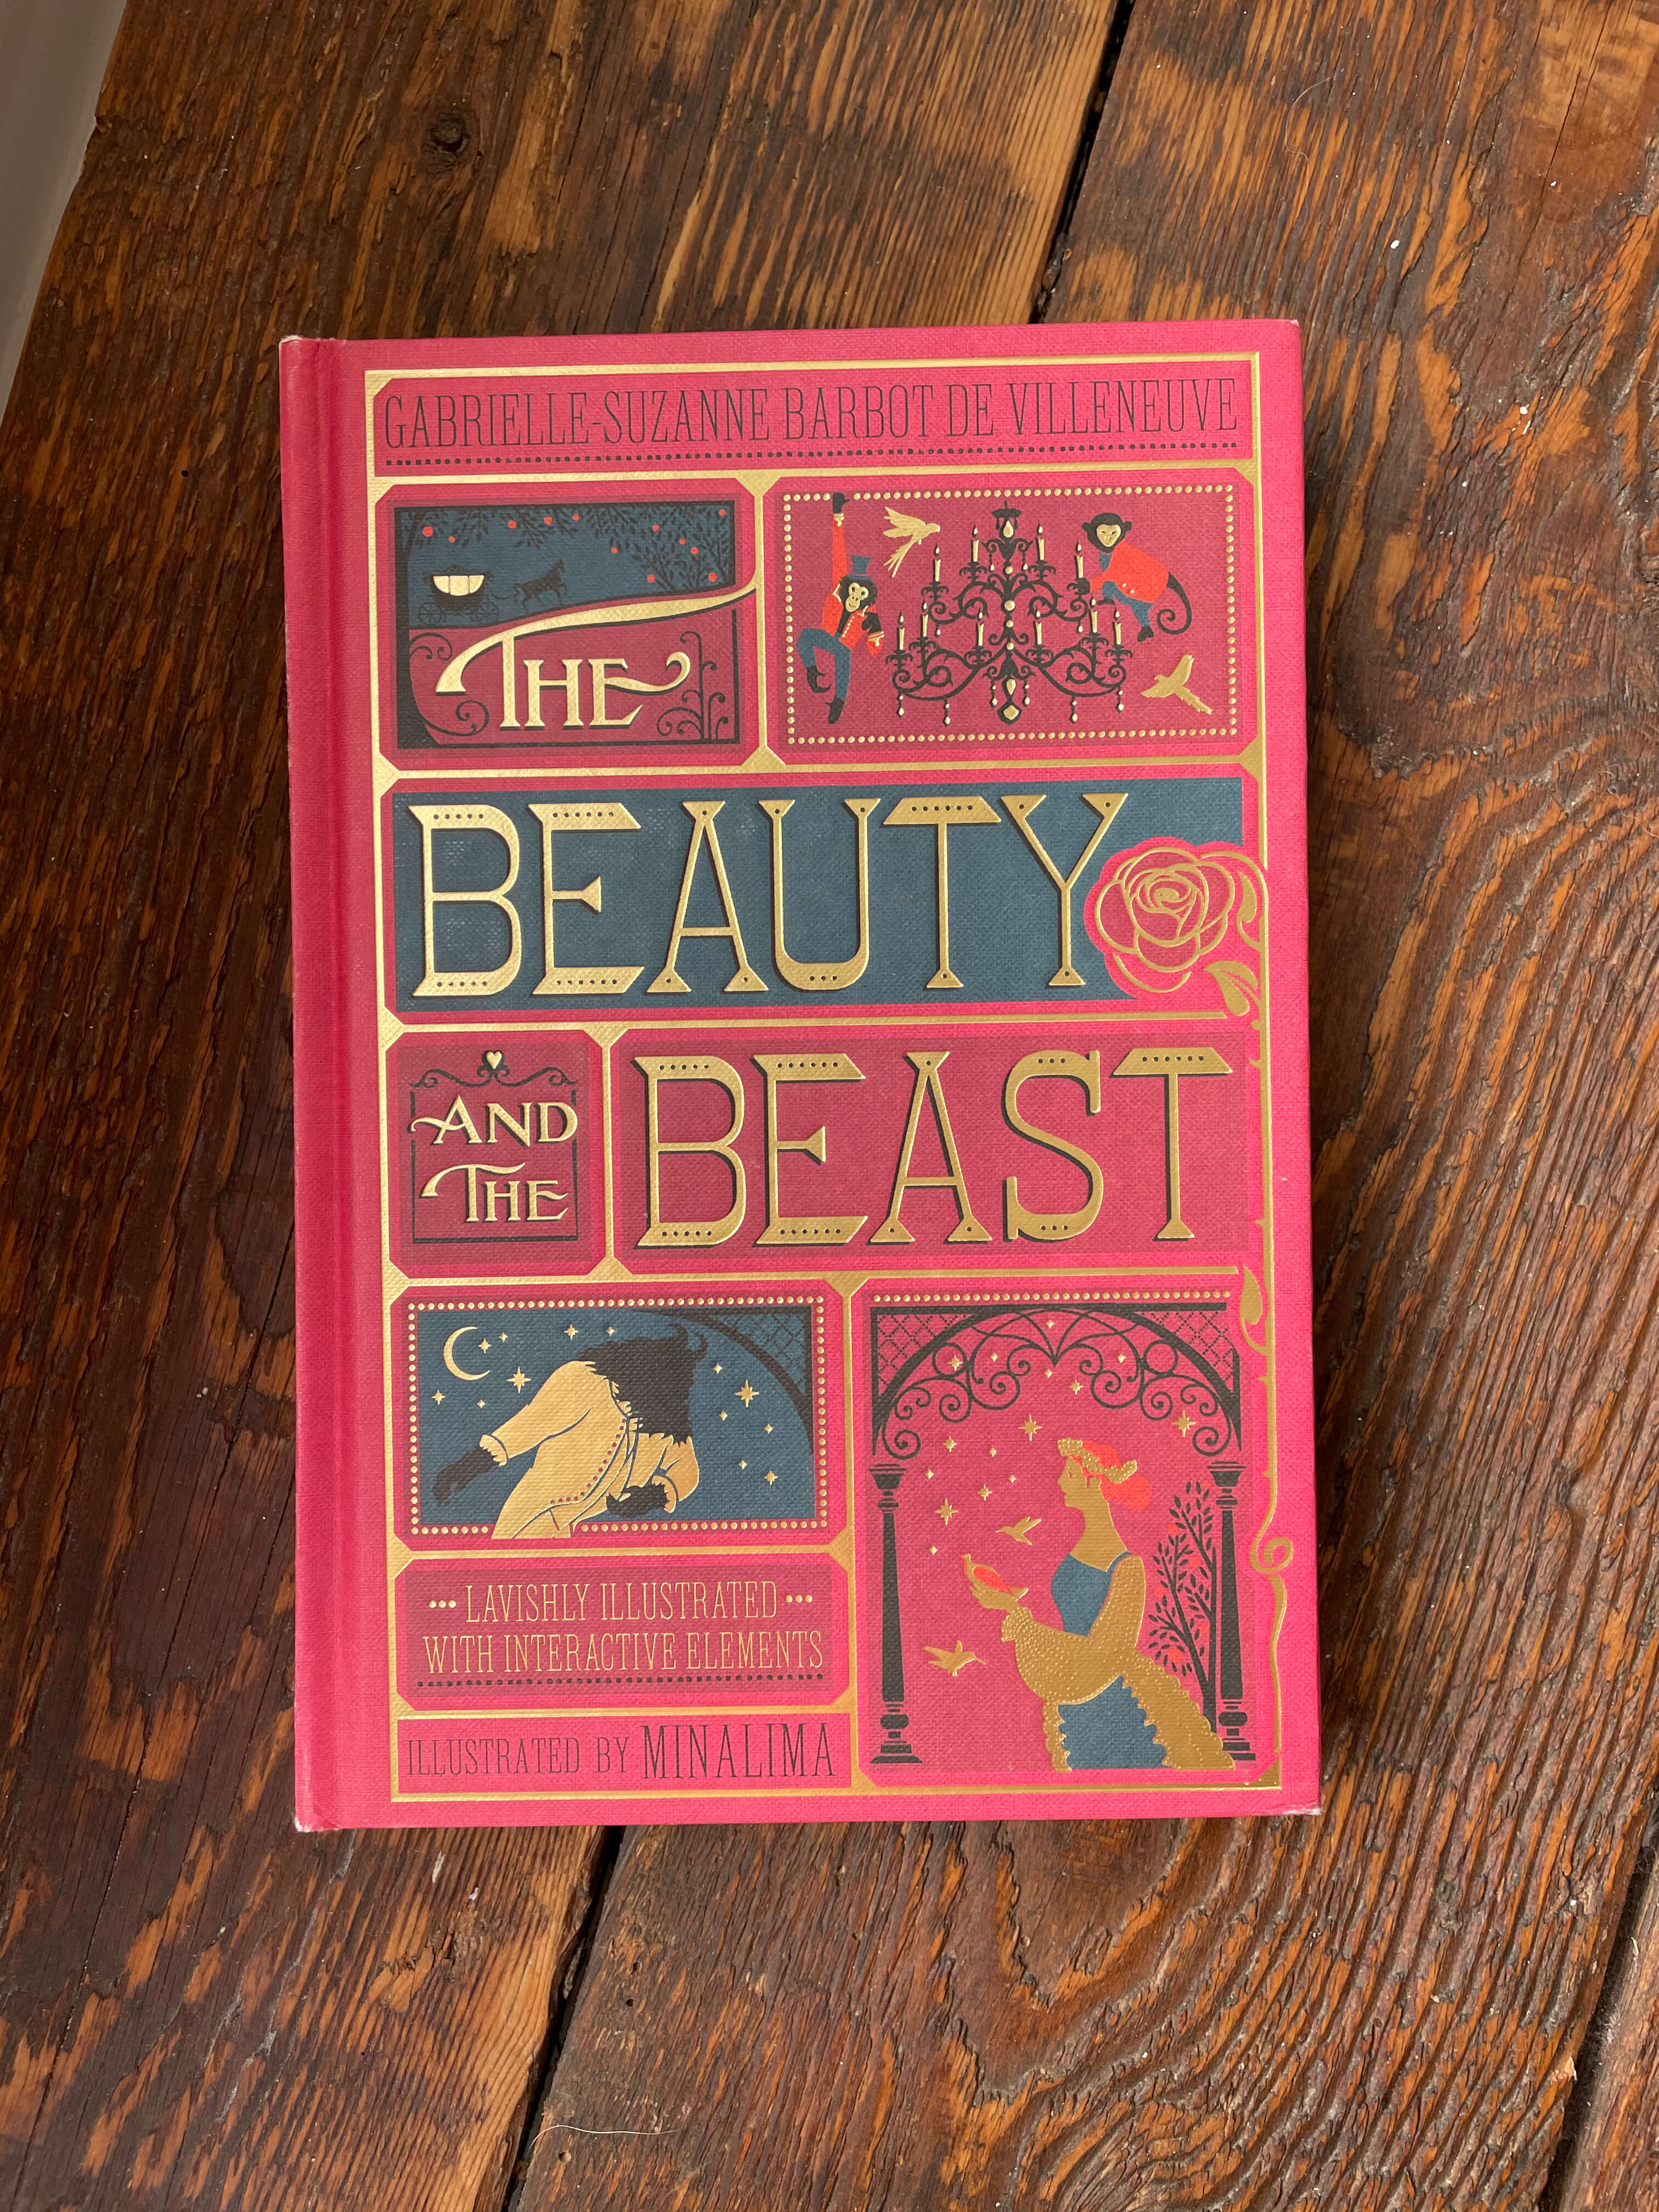 GABRIELLE-SUZANNE BARBOT DE VILLENEUVE
THE
BEAUTY
AND
THE
BEAST
LAVISHLY ILLUSTRATED
WITH INTERACTIVE ELEMENTS
ILLUSTRATED BY MINALIMA